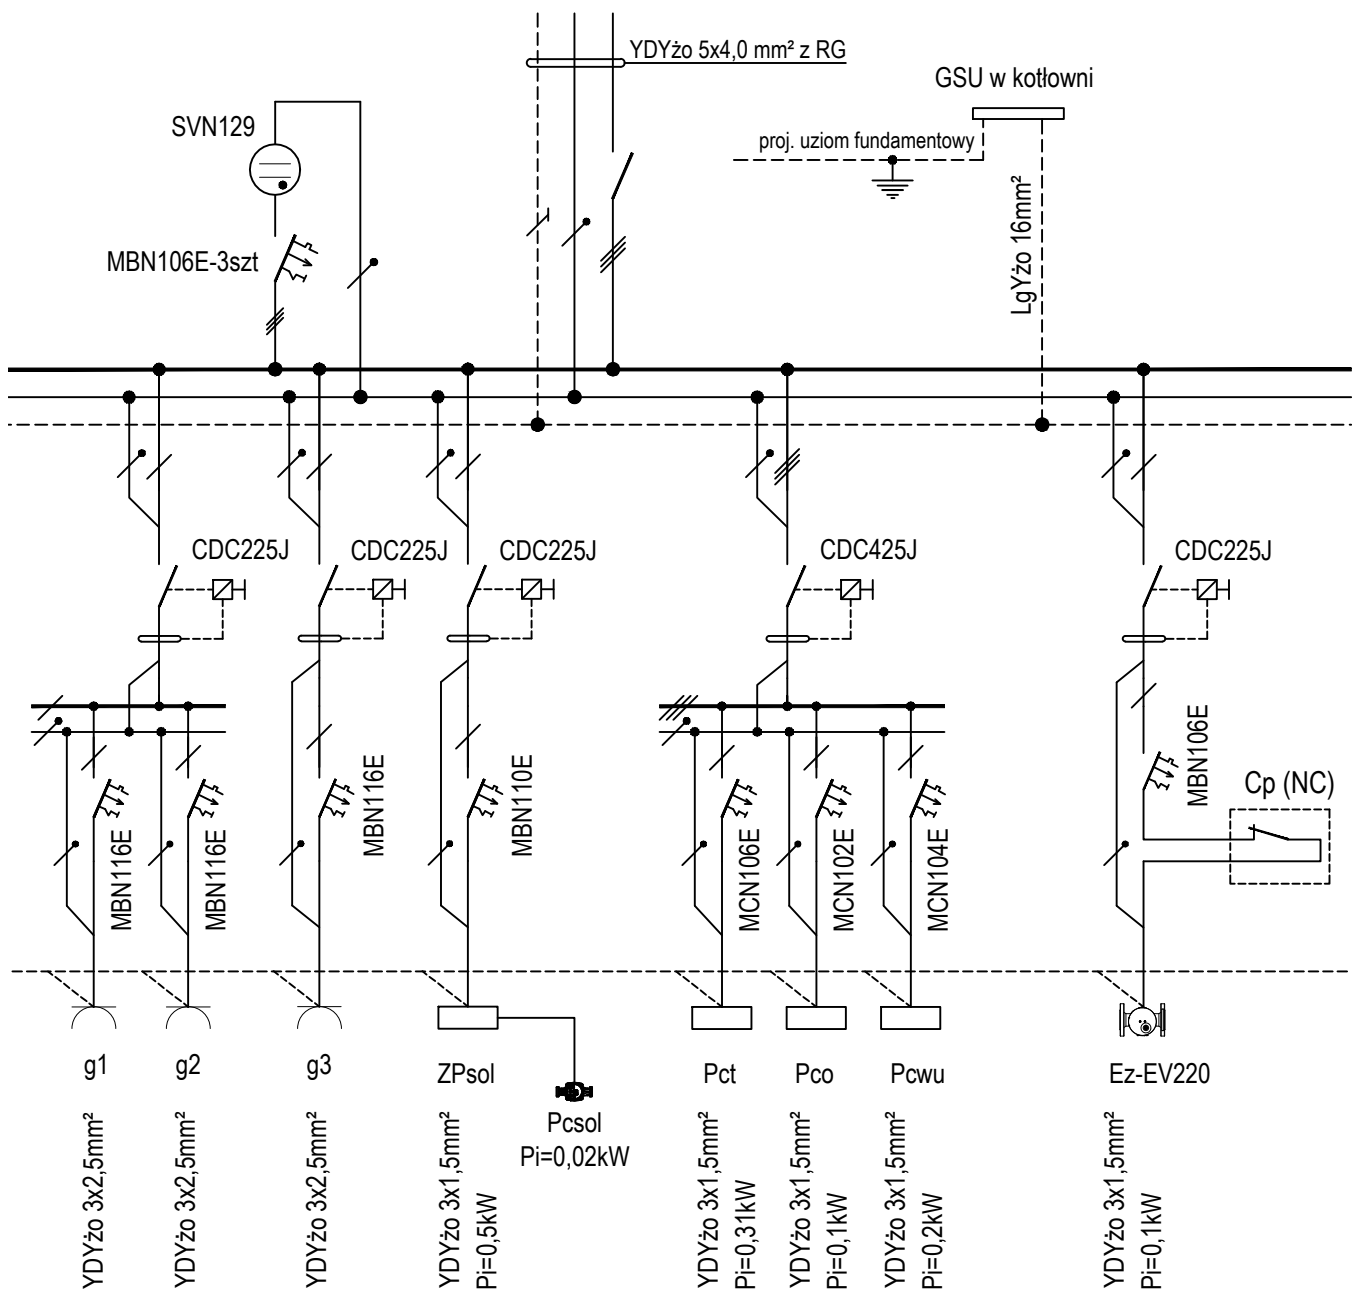 YDYżo 5x4,0 mm² z RG
GSU w kotłowni
SVN129
proj. uziom fundamentowy
LgYżo 16mm²
MBN106E-3szt
CDC225J
CDC225J
CDC225J
CDC425J
CDC225J
MBN116E
MBN116E
MBN116E
MBN110E
MCN106E
MCN102E
MCN104E
MBN106E
Cp (NC)
g1
g2
g3
ZPsol
Pct
Pco
Pcwu
Ez-EV220
Pcsol
Pi=0,02kW
YDYżo 3x2,5mm²
YDYżo 3x2,5mm²
YDYżo 3x2,5mm²
YDYżo 3x1,5mm²
Pi=0,5kW
YDYżo 3x1,5mm²
Pi=0,31kW
YDYżo 3x1,5mm²
Pi=0,1kW
YDYżo 3x1,5mm²
Pi=0,2kW
YDYżo 3x1,5mm²
Pi=0,1kW